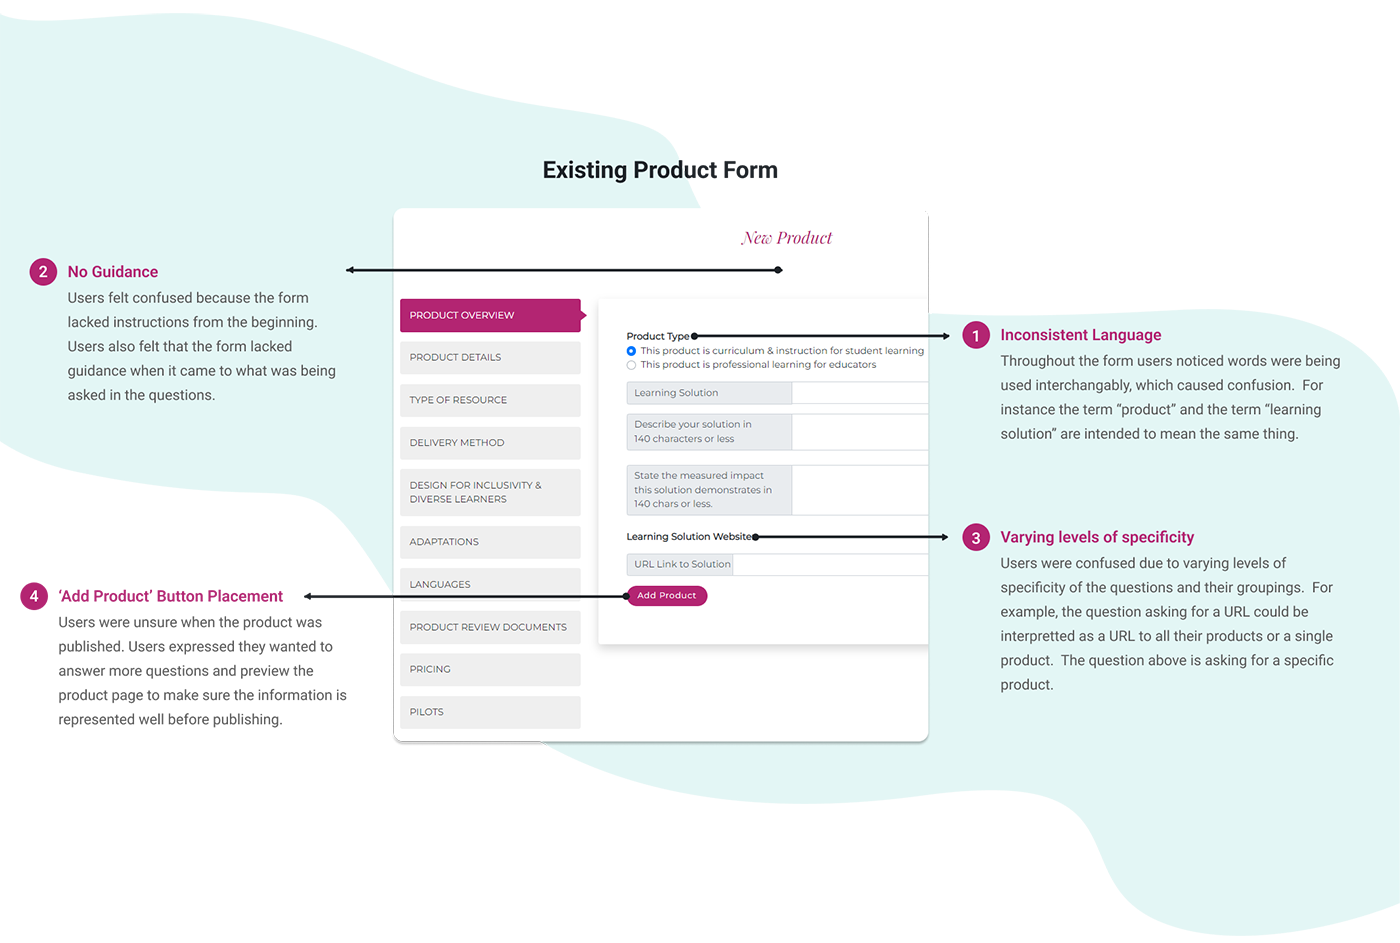 Existing Product Form
New Product
2 No Guidance
Users felt confused because the form
lacked instructions from the beginning.
Users also felt that the form lacked
guidance when it came to what was being
asked in the questions.
4 ‘Add Product’ Button Placement
Users were unsure when the product was
published. Users expressed they wanted to
answer more questions and preview the
product page to make sure the information is
represented well before publishing.
PRODUCT OVERVIEW
PRODUCT DETAILS
TYPE OF RESOURCE
DELIVERY METHOD
DESIGN FOR INCLUSIVITY &
DIVERSE LEARNERS
ADAPTATIONS
LANGUAGES
PRODUCT REVIEW DOCUMENTS
PRICING
PILOTS
Product Type
This product is curriculum & instruction for student learning
This product is professional learning for educators
Learning Solution
Describe your solution in
140 characters or less
State the measured impact
this solution demonstrates in
140 chars or less.
Learning Solution Website
URL Link to Solution
Add Product
1 Inconsistent Language
Throughout the form users noticed words were being
used interchangably, which caused confusion.  For
instance the term “product” and the term “learning
solution” are intended to mean the same thing.
3 Varying levels of specificity
Users were confused due to varying levels of
specificity of the questions and their groupings.  For
example, the question asking for a URL could be
interpretted as a URL to all their products or a single
product.  The question above is asking for a specific
product.